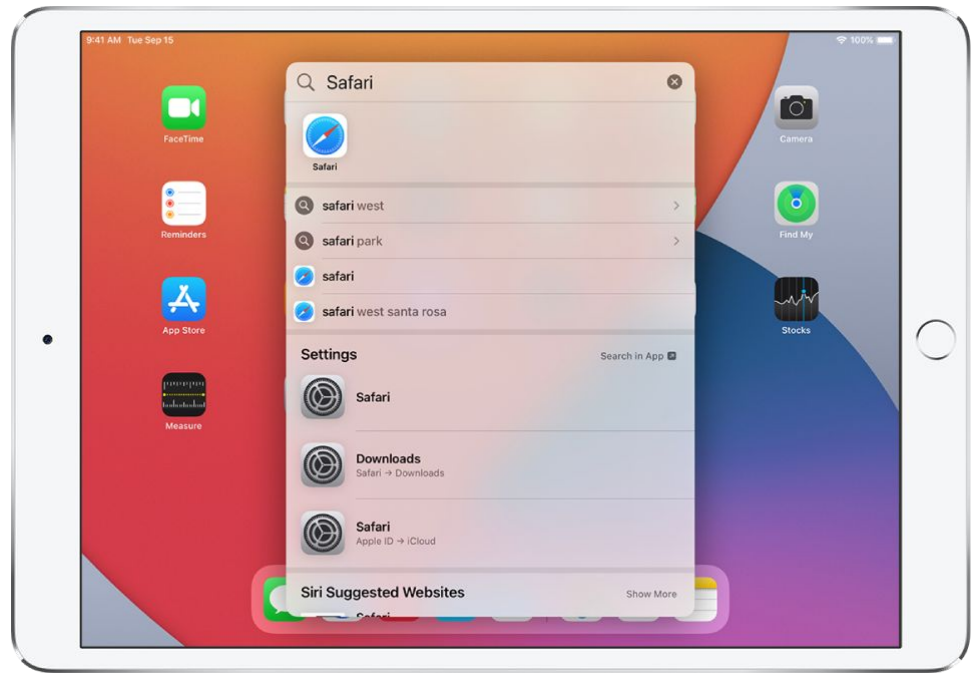 9:41 AM Tue Sep 15
100%
Safari
Safari
FaceTime
Camera
safari west
safari park
Reminders
Find My
safari
safari west santa rosa
App Store
Stocks
Settings
Search in App
Safari
Measure
Downloads
Safari → Downloads
Safari
Apple ID → iCloud
Siri Suggested Websites
Show More
Safari